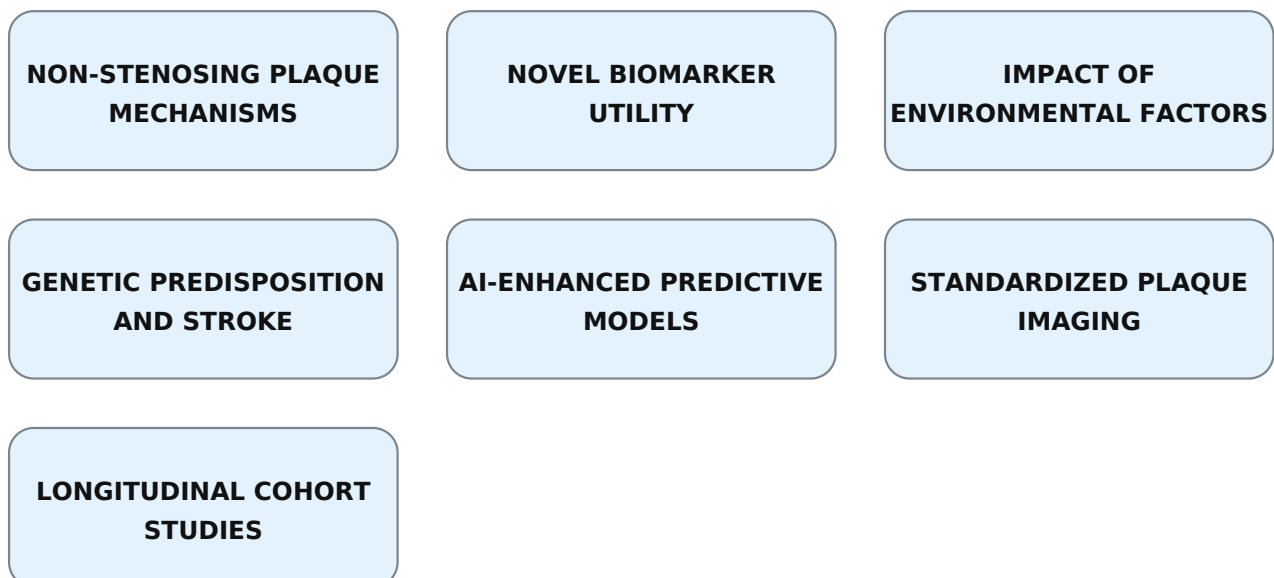 NON-STENOSING PLAQUE
MECHANISMS
NOVEL BIOMARKER
UTILITY
IMPACT OF
ENVIRONMENTAL FACTORS
GENETIC PREDISPOSITION
AND STROKE
AI-ENHANCED PREDICTIVE
MODELS
STANDARDIZED PLAQUE
IMAGING
LONGITUDINAL COHORT
STUDIES